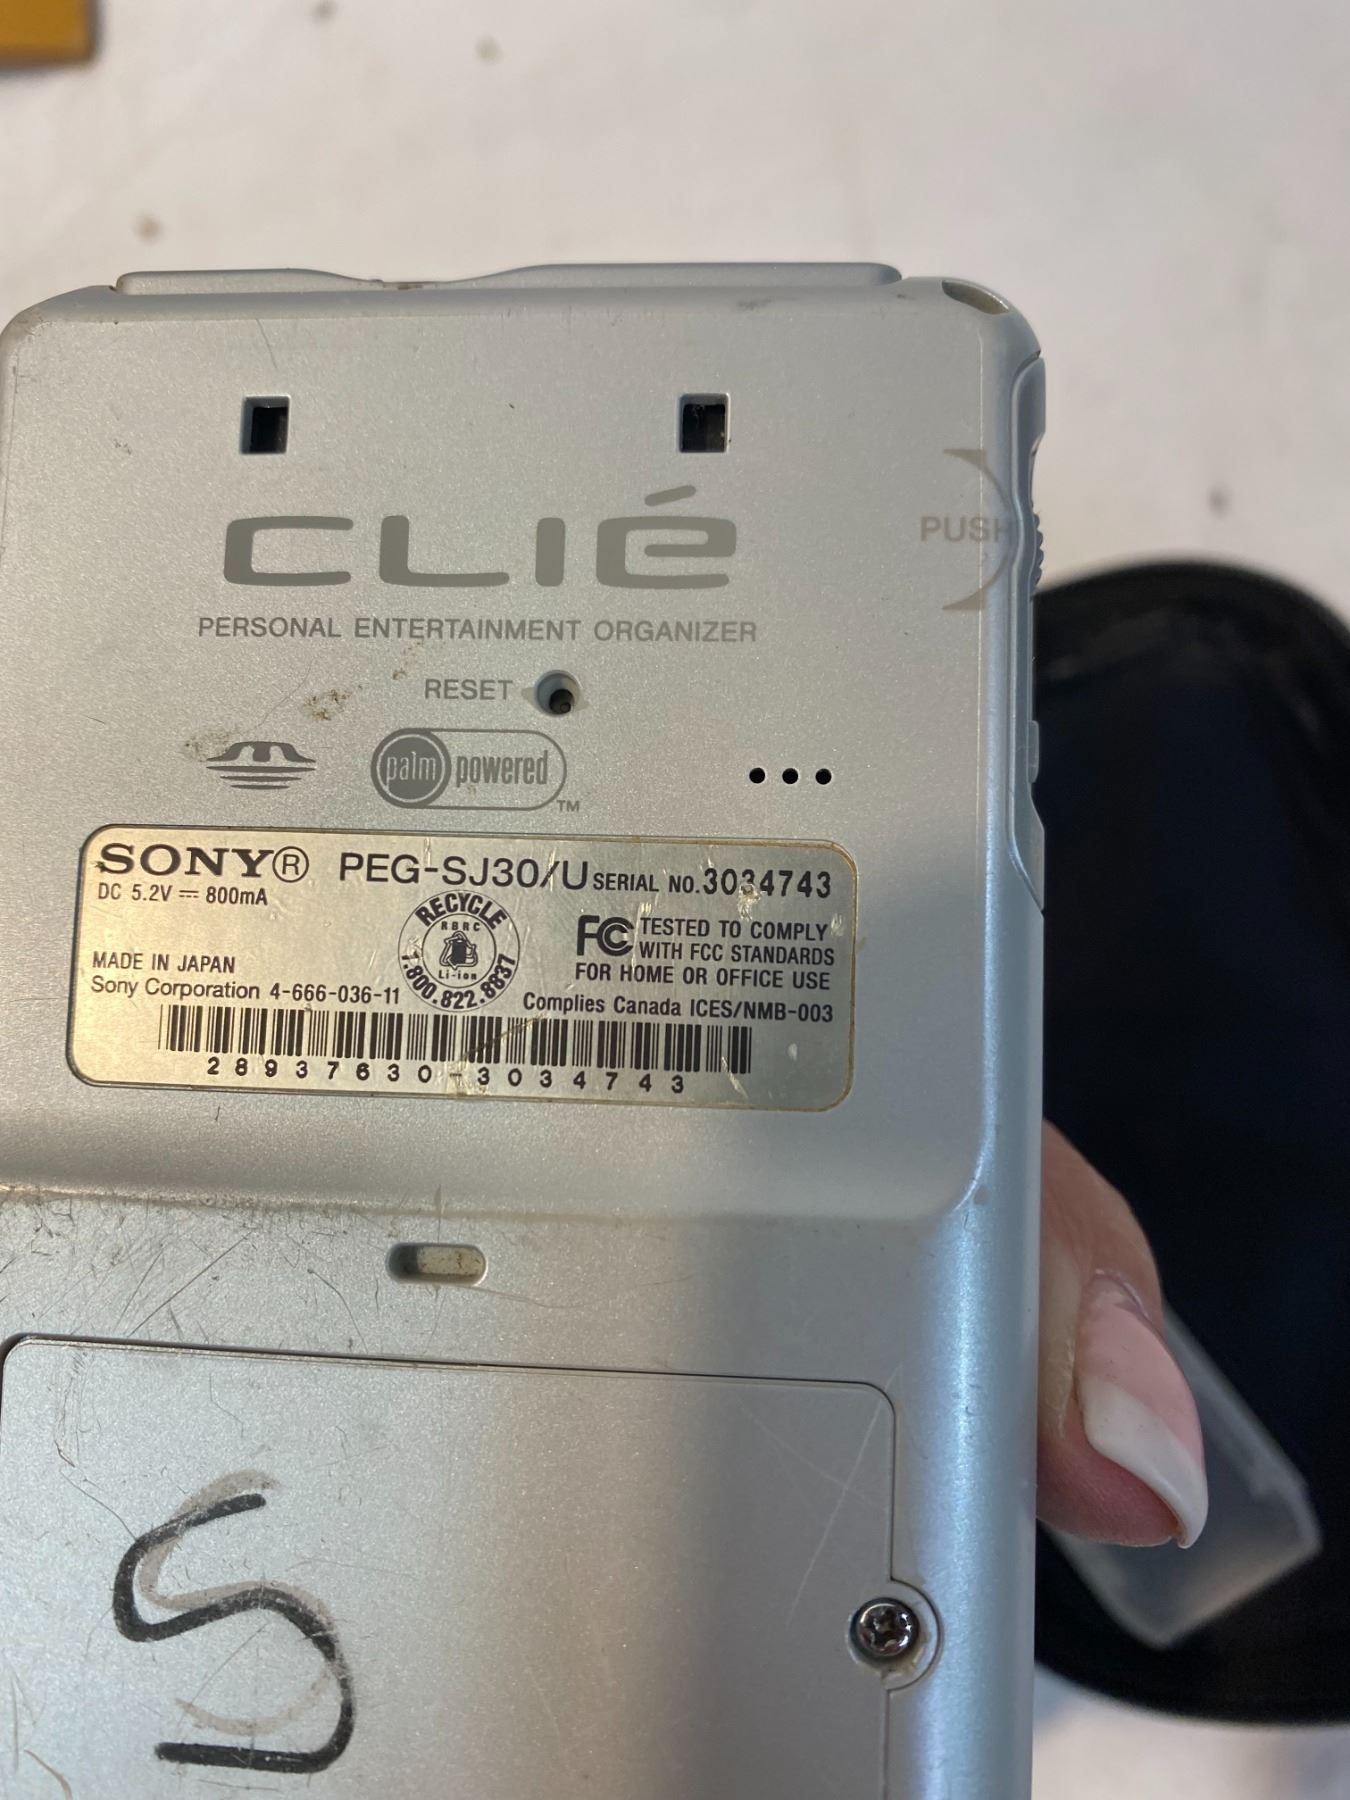 CLIÉ
PUSH
PERSONAL ENTERTAINMENT ORGANIZER
RESET
palm powered TM
SONY® PEG-SJ30/U SERIAL NO.3034743
DC 5.2V ⎓ 800mA
RECYCLE
RBRC
Li-ion
1.800.822.8837
FC TESTED TO COMPLY
WITH FCC STANDARDS
FOR HOME OR OFFICE USE
MADE IN JAPAN
Sony Corporation 4-666-036-11
Complies Canada ICES/NMB-003
28937630-3034743
S